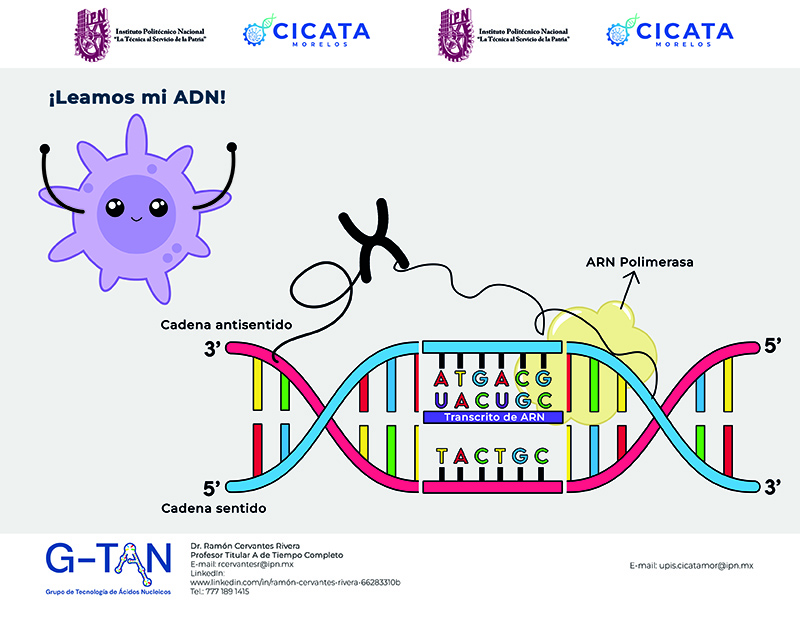 IPN
Instituto Politécnico Nacional
"La Técnica al Servicio de la Patria"
CICATA
MORELOS
IPN
Instituto Politécnico Nacional
"La Técnica al Servicio de la Patria"
CICATA
MORELOS
¡Leamos mi ADN!
ARN Polimerasa
Cadena antisentido
3’
5’
ATGACG
UACUGC
Transcrito de ARN
TACTGC
5’
3’
Cadena sentido
G-TAN
Grupo de Tecnología de Ácidos Nucleicos
Dr. Ramón Cervantes Rivera
Profesor Titular A de Tiempo Completo
E-mail: rcervantesr@ipn.mx
LinkedIn:
www.linkedin.com/in/ramón-cervantes-rivera-66283310b
Tel.: 777 189 1415
E-mail: upis.cicatamor@ipn.mx